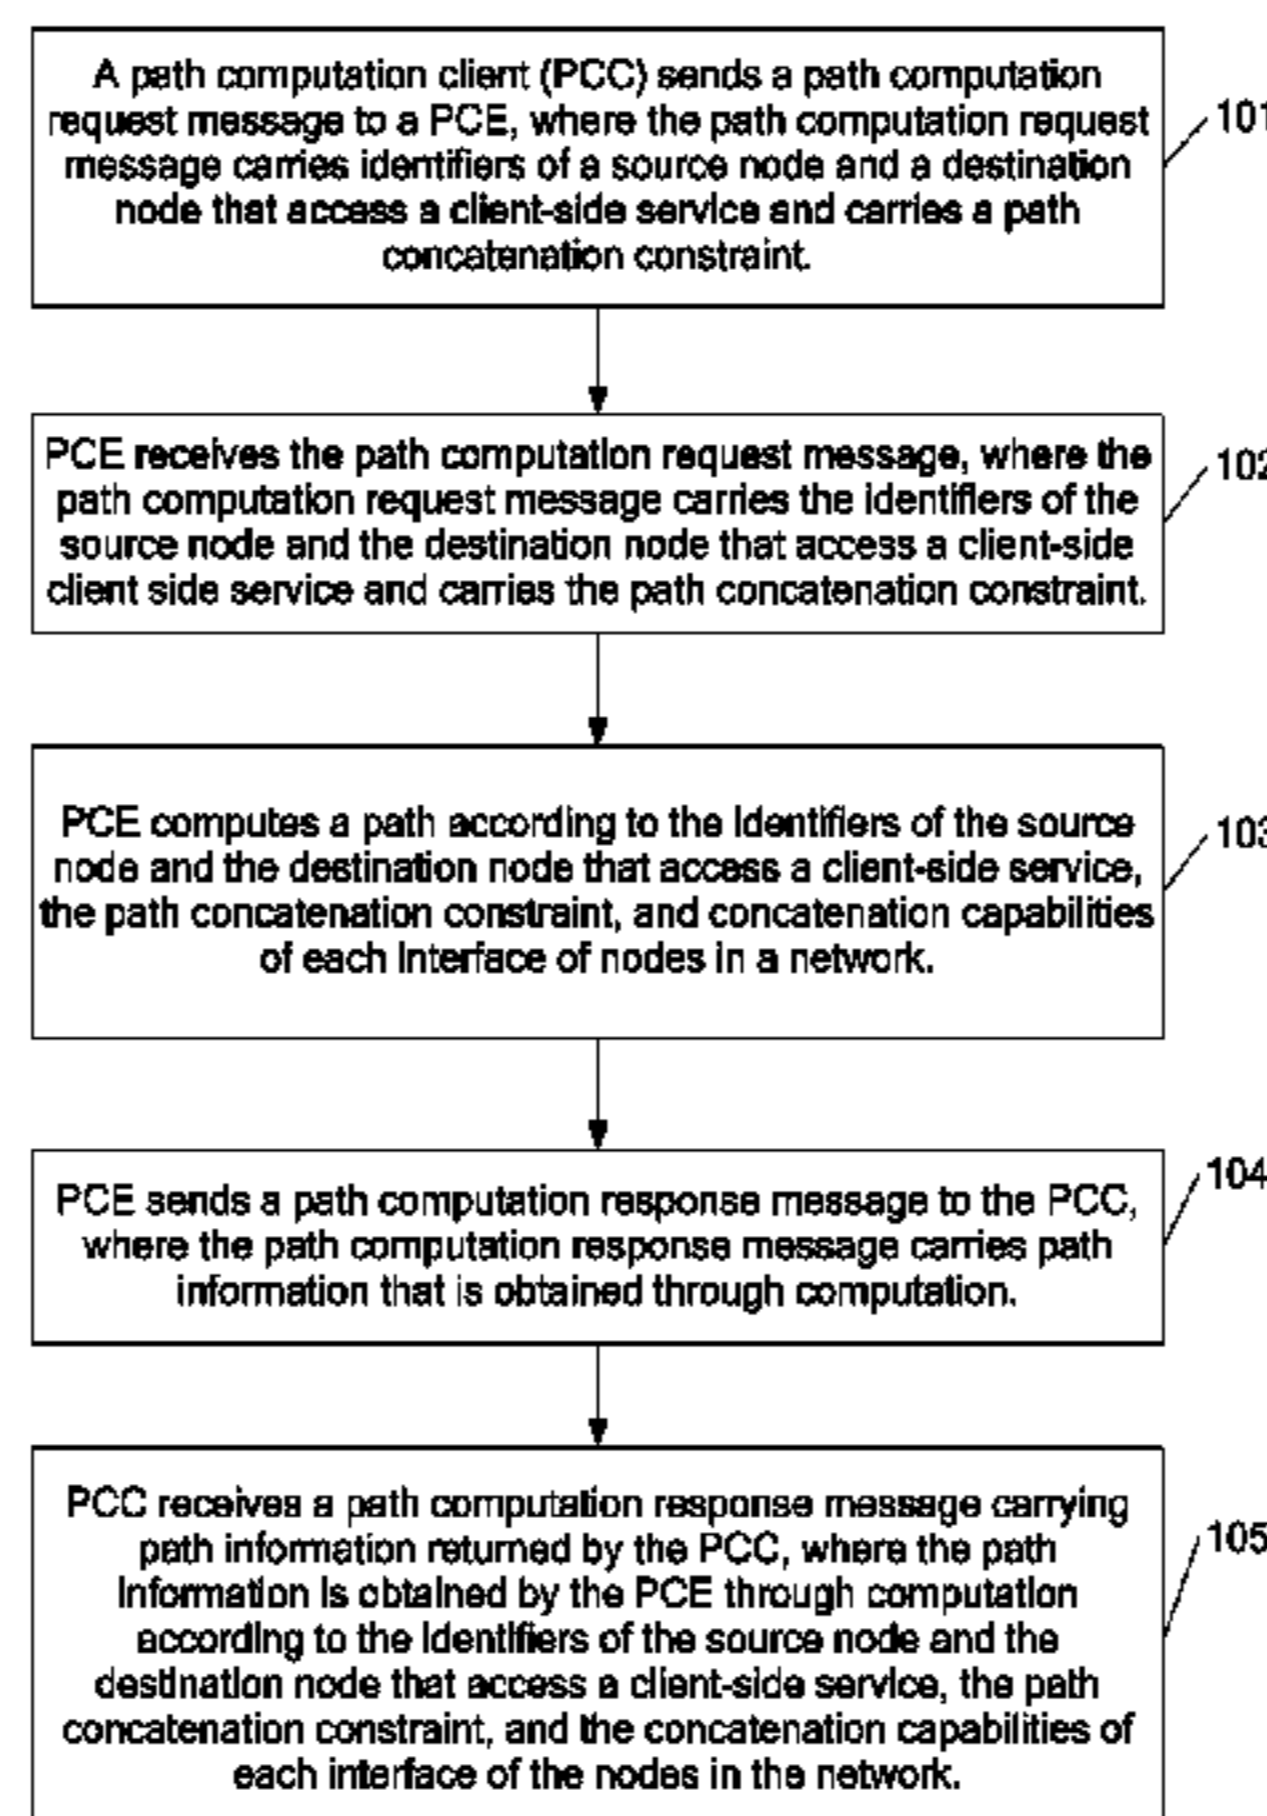 A path computation client (PCC) sends a path computation
request message to a PCE, where the path computation request
message carries identifiers of a source node and a destination
node that access a client-side service and carries a path
concatenation constraint.
101
PCE receives the path computation request message, where the
path computation request message carries the identifiers of the
source node and the destination node that access a client-side
client side service and carries the path concatenation constraint.
102
PCE computes a path according to the identifiers of the source
node and the destination node that access a client-side service,
the path concatenation constraint, and concatenation capabilities
of each interface of nodes in a network.
103
PCE sends a path computation response message to the PCC,
where the path computation response message carries path
information that is obtained through computation.
104
PCC receives a path computation response message carrying
path information returned by the PCC, where the path
information is obtained by the PCE through computation
according to the identifiers of the source node and the
destination node that access a client-side service, the path
concatenation constraint, and the concatenation capabilities of
each interface of the nodes in the network.
105